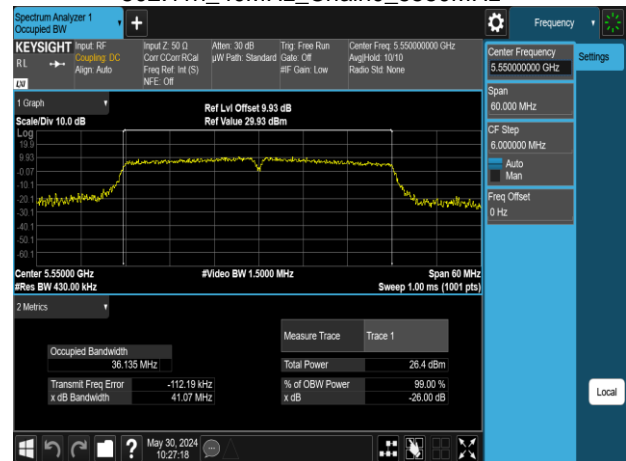 802.11n_40MHz_Chain0_5550MHz
Spectrum Analyzer 1
Occupied BW
Frequency
KEYSIGHT
RL
LXI
Input: RF
Coupling: DC
Align: Auto
Input Z: 50 Ω
Corr CCorr RCal
Freq Ref: Int (S)
NFE: Off
Atten: 30 dB
µW Path: Standard
Trig: Free Run
Gate: Off
#IF Gain: Low
Center Freq: 5.550000000 GHz
Avg|Hold: 10/10
Radio Std: None
Center Frequency
5.550000000 GHz
Settings
Span
60.000 MHz
CF Step
6.000000 MHz
Auto
Man
Freq Offset
0 Hz
Local
1 Graph
Scale/Div 10.0 dB
Ref Lvl Offset 9.93 dB
Ref Value 29.93 dBm
Log
19.9
9.93
-0.07
-10.1
-20.1
-30.1
-40.1
-50.1
-60.1
Center 5.55000 GHz
#Video BW 1.5000 MHz
Span 60 MHz
#Res BW 430.00 kHz
Sweep 1.00 ms (1001 pts)
2 Metrics
Measure Trace Trace 1
Occupied Bandwidth
36.135 MHz
Total Power 26.4 dBm
Transmit Freq Error -112.19 kHz
% of OBW Power 99.00 %
x dB Bandwidth 41.07 MHz
x dB -26.00 dB
May 30, 2024
10:27:18